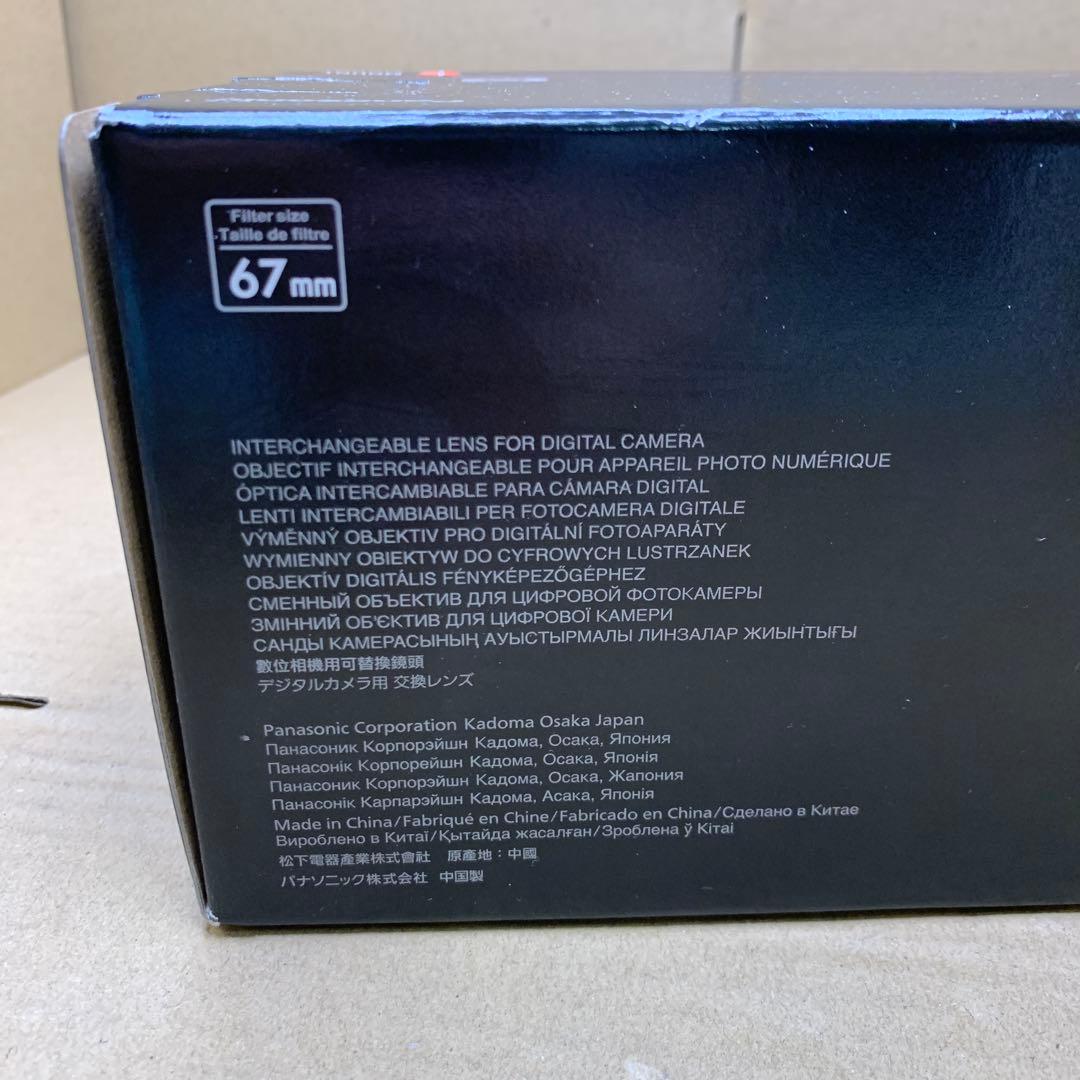 Filter size
Taille de filtre
67 mm
INTERCHANGEABLE LENS FOR DIGITAL CAMERA
OBJECTIF INTERCHANGEABLE POUR APPAREIL PHOTO NUMÉRIQUE
ÓPTICA INTERCAMBIABLE PARA CÁMARA DIGITAL
LENTI INTERCAMBIABILI PER FOTOCAMERA DIGITALE
VÝMĚNNÝ OBJEKTIV PRO DIGITÁLNÍ FOTOAPARÁTY
WYMIENNY OBIEKTYW DO CYFROWYCH LUSTRZANEK
OBJEKTÍV DIGITÁLIS FÉNYKÉPEZŐGÉPHEZ
СМЕННЫЙ ОБЪЕКТИВ ДЛЯ ЦИФРОВОЙ ФОТОКАМЕРЫ
ЗМІННИЙ ОБ'ЄКТИВ ДЛЯ ЦИФРОВОЇ КАМЕРИ
САНДЫ КАМЕРАСЫНЫҢ АУЫСТЫРМАЛЫ ЛИНЗАЛАР ЖИЫНТЫҒЫ
數位相機用可替換鏡頭
デジタルカメラ用 交換レンズ
Panasonic Corporation Kadoma Osaka Japan
Панасоник Корпорэйшн Кадома, Осака, Япония
Панасонік Корпорейшн Кадома, Осака, Японія
Панасоник Корпорэйшн Кадома, Осака, Жапония
Панасонік Карпарэйшн Кадома, Асака, Японія
Made in China/Fabriqué en Chine/Fabricado en China/Сделано в Китае
Вироблено в Китаї/Қытайда жасалған/Зроблена ў Кітаі
松下電器產業株式會社 原產地：中國
パナソニック株式会社 中国製